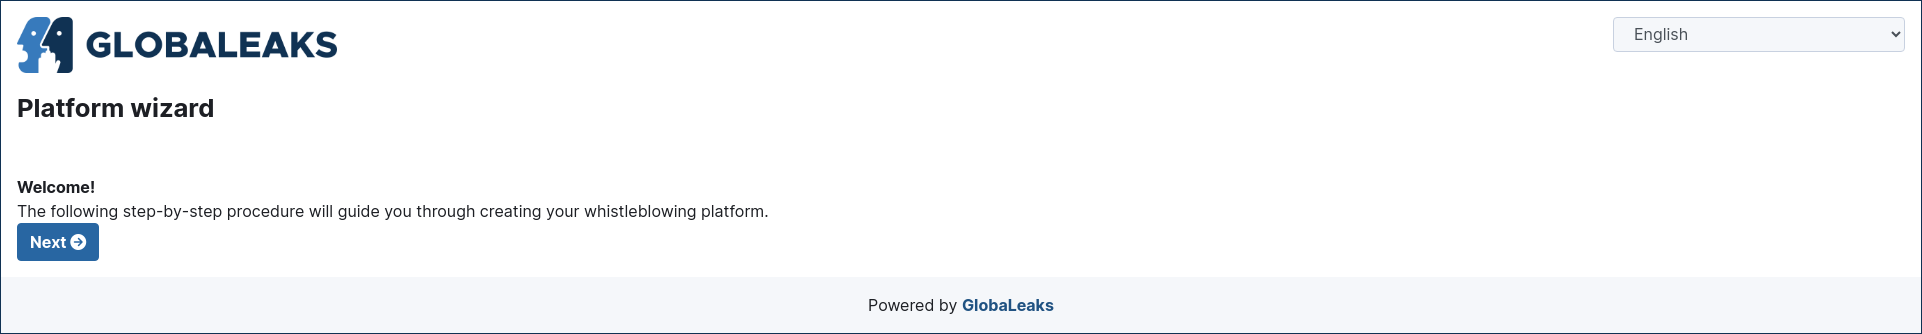 GLOBALEAKS
English
Platform wizard
Welcome!
The following step-by-step procedure will guide you through creating your whistleblowing platform.
Next
Powered by GlobaLeaks